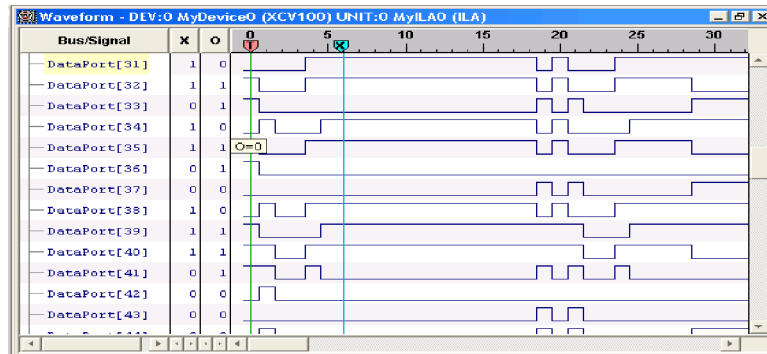 Waveform - DEV:0 MyDevice0 (XCV100) UNIT:0 MyILA0 (ILA)
Bus/Signal X O 0 5 10 15 20 25 30
T X
DataPort[31] 1 0
DataPort[32] 1 1
DataPort[33] 0 1
DataPort[34] 1 0
DataPort[35] 1 1 O=0
DataPort[36] 0 1
DataPort[37] 0 0
DataPort[38] 1 0
DataPort[39] 1 1
DataPort[40] 1 1
DataPort[41] 0 1
DataPort[42] 0 0
DataPort[43] 0 0